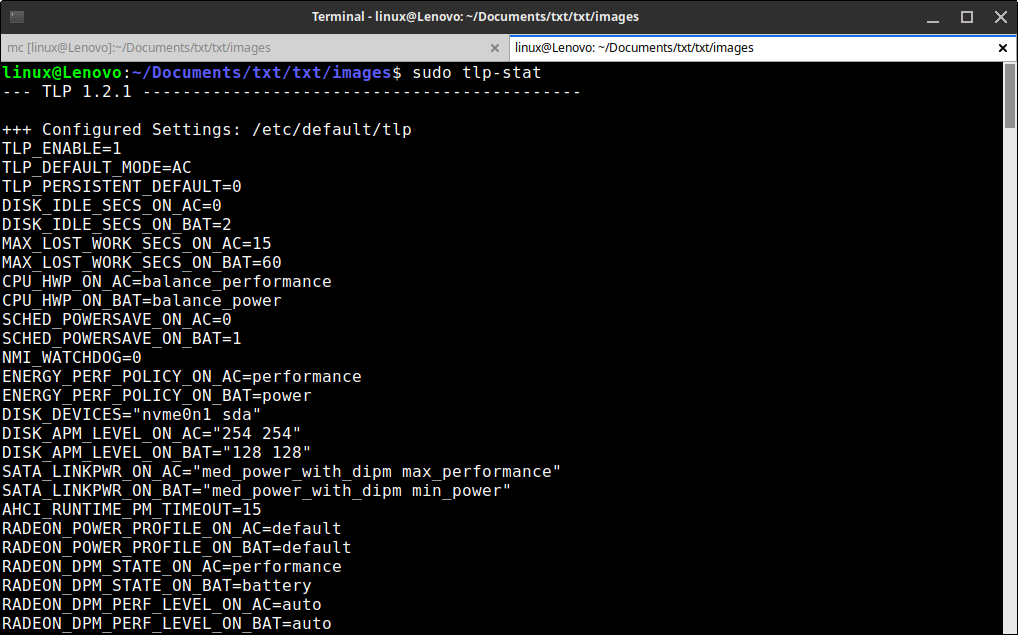 Terminal - linux@Lenovo: ~/Documents/txt/txt/images
mc [linux@Lenovo]:~/Documents/txt/txt/images
linux@Lenovo: ~/Documents/txt/txt/images
linux@Lenovo:~/Documents/txt/txt/images$ sudo tlp-stat
--- TLP 1.2.1 --------------------------------------------
+++ Configured Settings: /etc/default/tlp
TLP_ENABLE=1
TLP_DEFAULT_MODE=AC
TLP_PERSISTENT_DEFAULT=0
DISK_IDLE_SECS_ON_AC=0
DISK_IDLE_SECS_ON_BAT=2
MAX_LOST_WORK_SECS_ON_AC=15
MAX_LOST_WORK_SECS_ON_BAT=60
CPU_HWP_ON_AC=balance_performance
CPU_HWP_ON_BAT=balance_power
SCHED_POWERSAVE_ON_AC=0
SCHED_POWERSAVE_ON_BAT=1
NMI_WATCHDOG=0
ENERGY_PERF_POLICY_ON_AC=performance
ENERGY_PERF_POLICY_ON_BAT=power
DISK_DEVICES="nvme0n1 sda"
DISK_APM_LEVEL_ON_AC="254 254"
DISK_APM_LEVEL_ON_BAT="128 128"
SATA_LINKPWR_ON_AC="med_power_with_dipm max_performance"
SATA_LINKPWR_ON_BAT="med_power_with_dipm min_power"
AHCI_RUNTIME_PM_TIMEOUT=15
RADEON_POWER_PROFILE_ON_AC=default
RADEON_POWER_PROFILE_ON_BAT=default
RADEON_DPM_STATE_ON_AC=performance
RADEON_DPM_STATE_ON_BAT=battery
RADEON_DPM_PERF_LEVEL_ON_AC=auto
RADEON_DPM_PERF_LEVEL_ON_BAT=auto